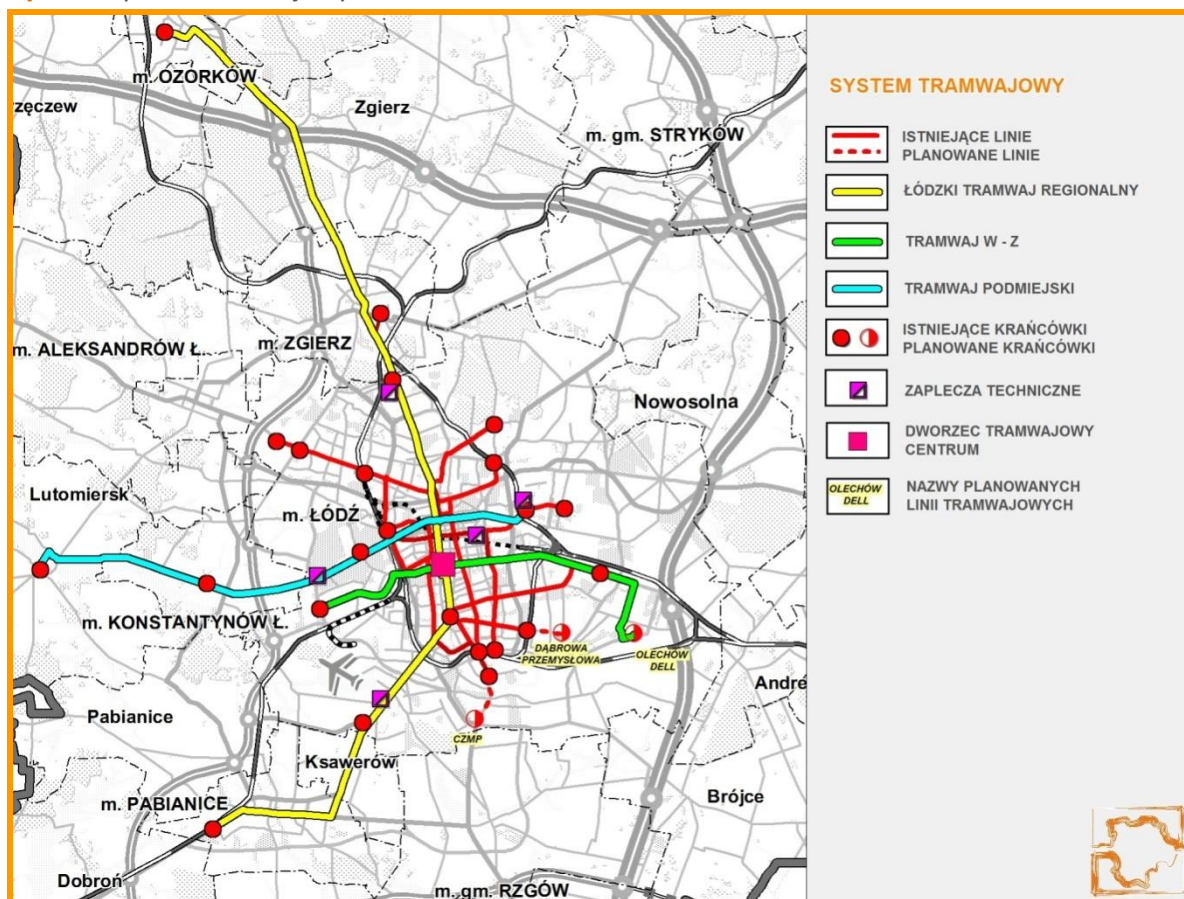 m. OZORKÓW
rzęczew
Zgierz
m. gm. STRYKÓW
m. ALEKSANDRÓW Ł.
m. ZGIERZ
Nowosolna
Lutomiersk
m. ŁÓDŹ
m. KONSTANTYNÓW Ł.
DĄBROWA
PRZEMYSŁOWA
OLECHÓW
DELL
Andre
Pabianice
CZMP
Ksawerów
m. PABIANICE
Brójce
Dobroń
m. gm. RZGÓW
SYSTEM TRAMWAJOWY
ISTNIEJĄCE LINIE
PLANOWANE LINIE
ŁÓDZKI TRAMWAJ REGIONALNY
TRAMWAJ W - Z
TRAMWAJ PODMIEJSKI
ISTNIEJĄCE KRAŃCÓWKI
PLANOWANE KRAŃCÓWKI
ZAPLECZA TECHNICZNE
DWORZEC TRAMWAJOWY
CENTRUM
OLECHÓW
DELL
NAZWY PLANOWANYCH
LINII TRAMWAJOWYCH